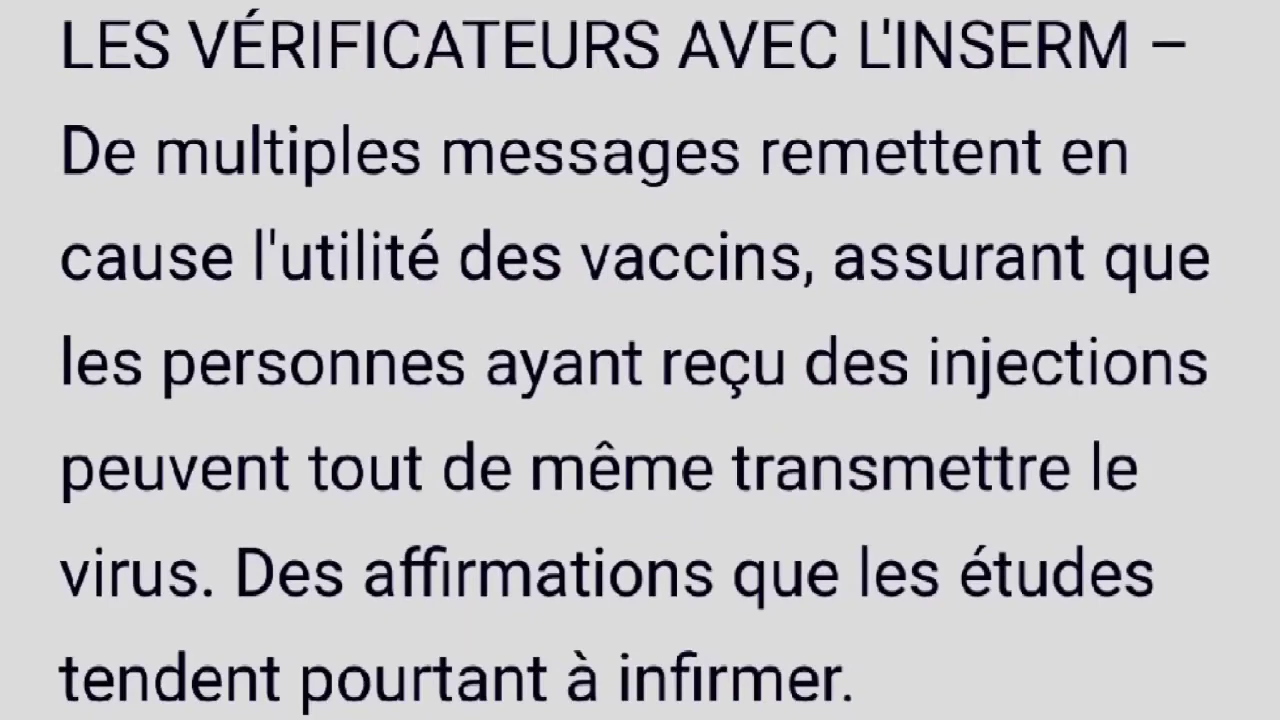 LES VÉRIFICATEURS AVEC L'INSERM –
De multiples messages remettent en
cause l'utilité des vaccins, assurant que
les personnes ayant reçu des injections
peuvent tout de même transmettre le
virus. Des affirmations que les études
tendent pourtant à infirmer.